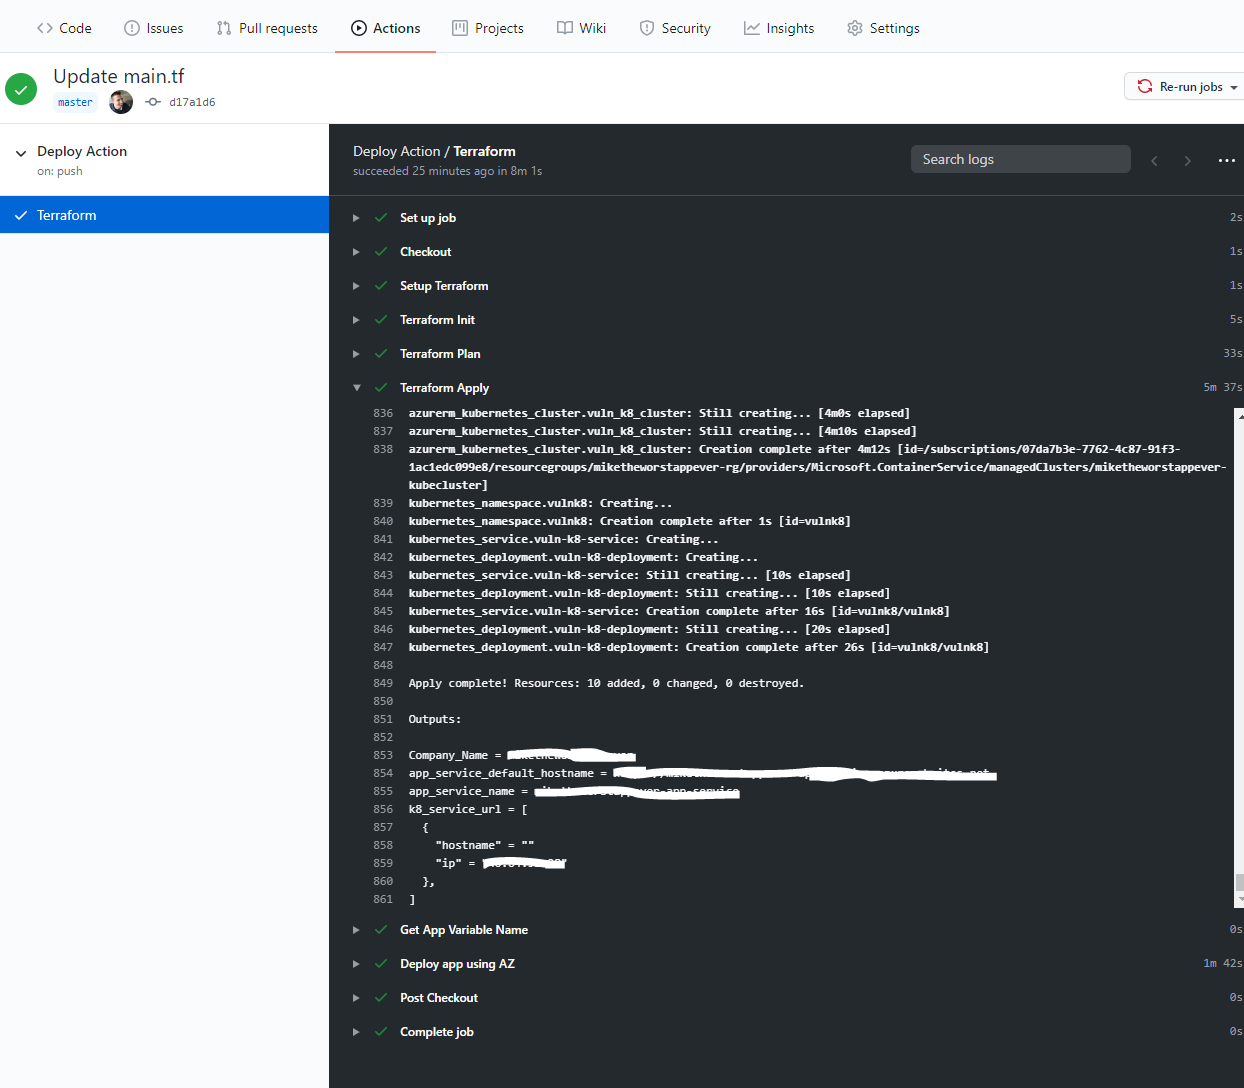 Code Issues Pull requests Actions Projects Wiki Security Insights Settings
Update main.tf
master d17a1d6
Re-run jobs
Deploy Action
on: push
Terraform
Deploy Action / Terraform
succeeded 25 minutes ago in 8m 1s
Search logs
Set up job 2s
Checkout 1s
Setup Terraform 1s
Terraform Init 5s
Terraform Plan 33s
Terraform Apply 5m 37s
836 azurerm_kubernetes_cluster.vuln_k8_cluster: Still creating... [4m0s elapsed]
837 azurerm_kubernetes_cluster.vuln_k8_cluster: Still creating... [4m10s elapsed]
838 azurerm_kubernetes_cluster.vuln_k8_cluster: Creation complete after 4m12s [id=/subscriptions/07da7b3e-7762-4c87-91f3-
1ac1edc099e8/resourcegroups/miketheworstappever-rg/providers/Microsoft.ContainerService/managedClusters/miketheworstappever-
kubecluster]
839 kubernetes_namespace.vulnk8: Creating...
840 kubernetes_namespace.vulnk8: Creation complete after 1s [id=vulnk8]
841 kubernetes_service.vuln-k8-service: Creating...
842 kubernetes_deployment.vuln-k8-deployment: Creating...
843 kubernetes_service.vuln-k8-service: Still creating... [10s elapsed]
844 kubernetes_deployment.vuln-k8-deployment: Still creating... [10s elapsed]
845 kubernetes_service.vuln-k8-service: Creation complete after 16s [id=vulnk8/vulnk8]
846 kubernetes_deployment.vuln-k8-deployment: Still creating... [20s elapsed]
847 kubernetes_deployment.vuln-k8-deployment: Creation complete after 26s [id=vulnk8/vulnk8]
848
849 Apply complete! Resources: 10 added, 0 changed, 0 destroyed.
850
851 Outputs:
852
853 Company_Name =
854 app_service_default_hostname =
855 app_service_name =
856 k8_service_url = [
857 {
858 "hostname" = ""
859 "ip" =
860 },
861 ]
Get App Variable Name 0s
Deploy app using AZ 1m 42s
Post Checkout 0s
Complete job 0s